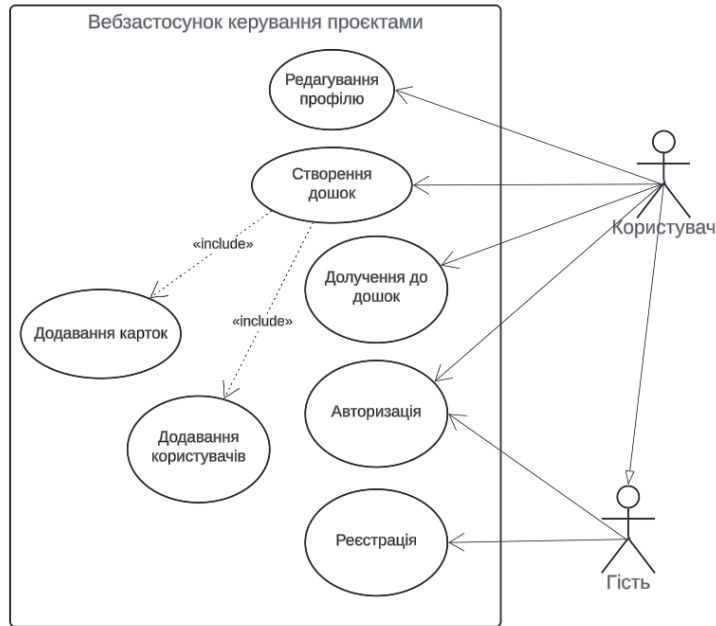 Вебзастосунок керування проєктами
Редагування
профілю
Створення
дошок
«include»
Користувач
Долучення до
дошок
«include»
Додавання карток
Авторизація
Додавання
користувачів
Реєстрація
Гість